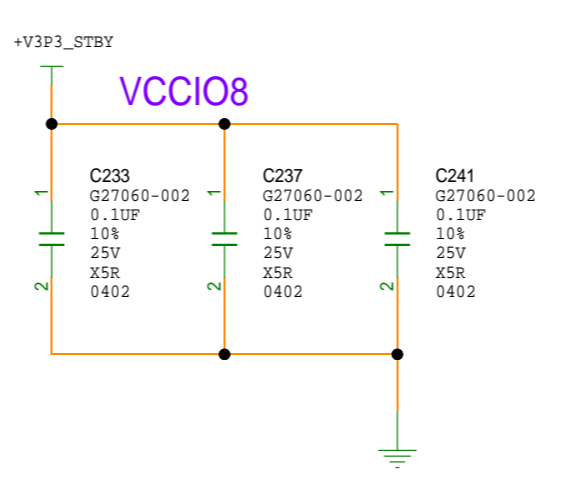 +V3P3_STBY
VCCIO8
C233
G27060-002
0.1UF
10%
25V
X5R
0402
1
2
C237
G27060-002
0.1UF
10%
25V
X5R
0402
1
2
C241
G27060-002
0.1UF
10%
25V
X5R
0402
1
2